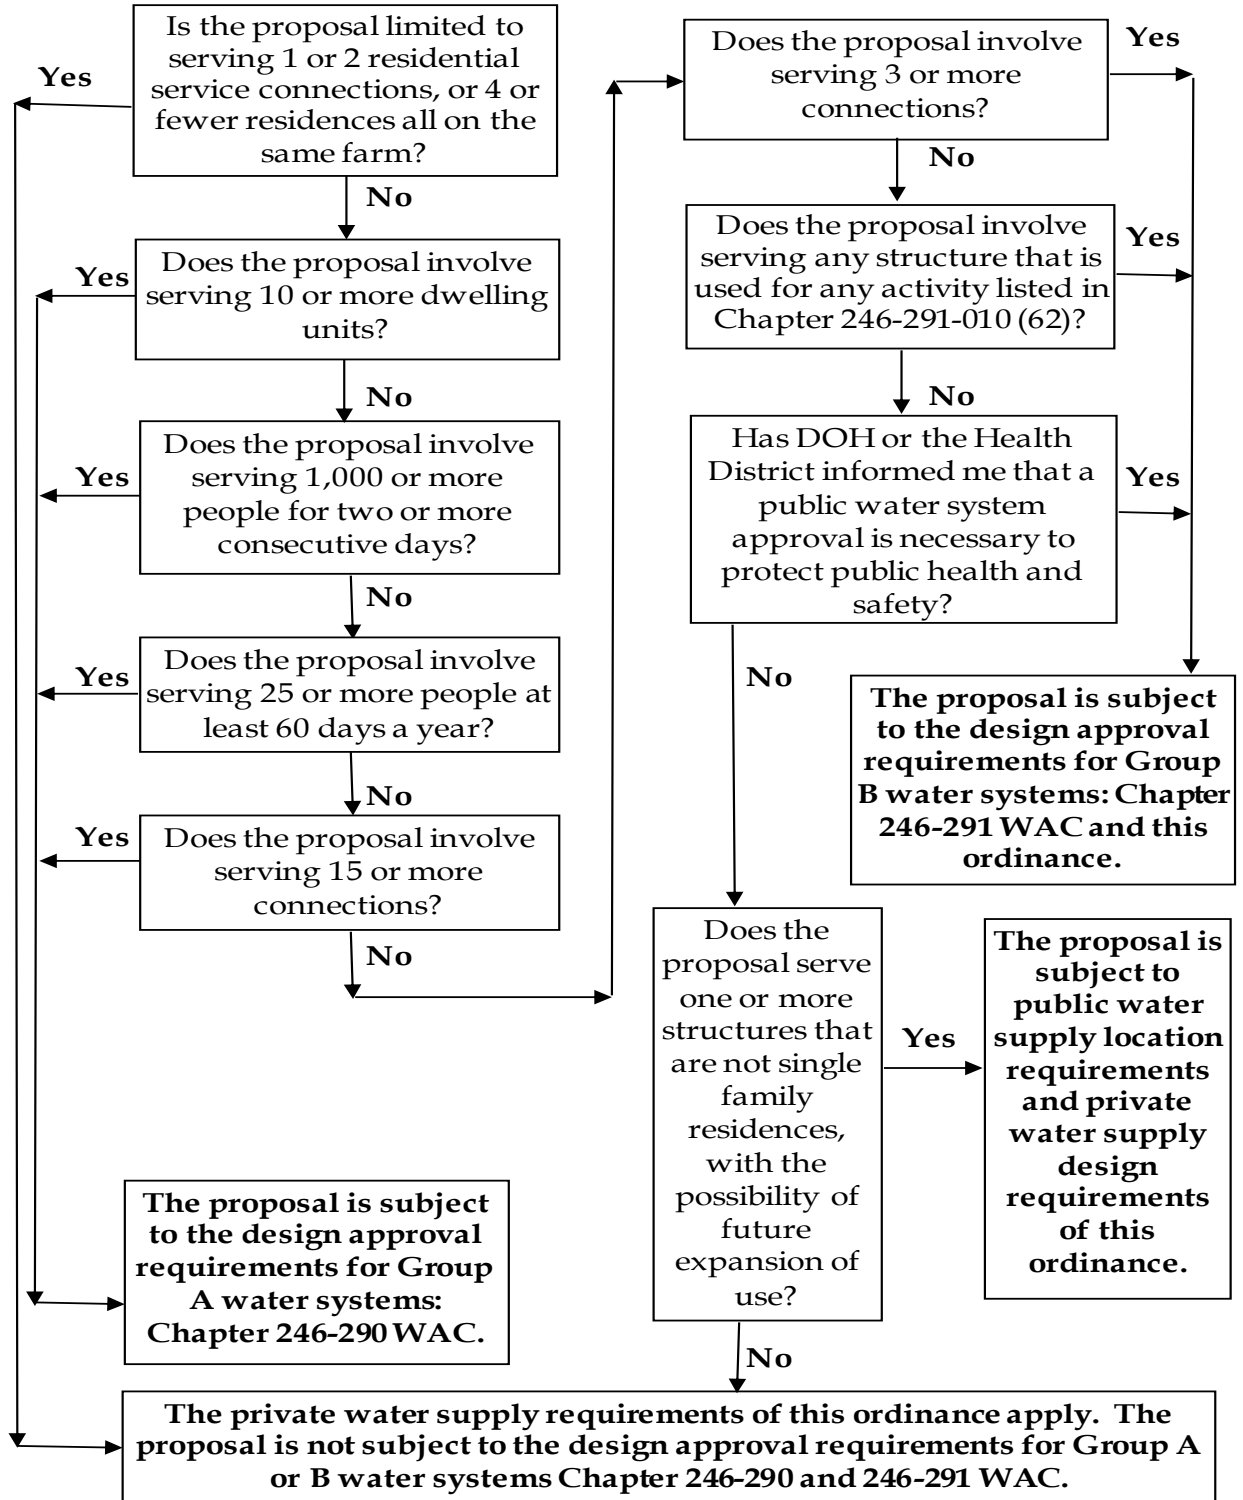 Is the proposal limited to
serving 1 or 2 residential
service connections, or 4 or
fewer residences all on the
same farm?
Yes
No
Does the proposal involve
serving 10 or more dwelling
units?
Yes
No
Does the proposal involve
serving 1,000 or more
people for two or more
consecutive days?
Yes
No
Does the proposal involve
serving 25 or more people at
least 60 days a year?
Yes
No
Does the proposal involve
serving 15 or more
connections?
Yes
No
Does the proposal involve
serving 3 or more
connections?
Yes
No
Does the proposal involve
serving any structure that is
used for any activity listed in
Chapter 246-291-010 (62)?
Yes
No
Has DOH or the Health
District informed me that a
public water system
approval is necessary to
protect public health and
safety?
Yes
No
The proposal is subject
to the design approval
requirements for Group
B water systems: Chapter
246-291 WAC and this
ordinance.
Does the
proposal serve
one or more
structures that
are not single
family
residences,
with the
possibility of
future
expansion of
use?
Yes
No
The proposal is
subject to
public water
supply location
requirements
and private
water supply
design
requirements
of this
ordinance.
The proposal is subject
to the design approval
requirements for Group
A water systems:
Chapter 246-290 WAC.
The private water supply requirements of this ordinance apply. The
proposal is not subject to the design approval requirements for Group A
or B water systems Chapter 246-290 and 246-291 WAC.